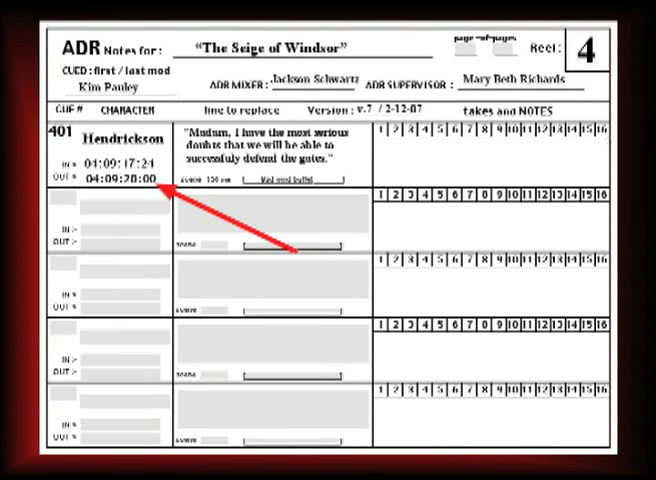 ADR Notes for: "The Seige of Windsor" page of pages Reel: 4
CUED: first / last mod
Kim Pauley ADR MIXER: Jackson Schwartz ADR SUPERVISOR: Mary Beth Richards
CUE # CHARACTER line to replace Version: v.7 / 2-12-07 takes and NOTES
401 Hendrickson
IN: 04:09:17:24
OUT: 04:09:20:00
"Madam, I have the most serious
doubts that we will be able to
successfuly defend the gates."
scene
1 2 3 4 5 6 7 8 9 10 11 12 13 14 15 16
IN:
OUT:
scene
1 2 3 4 5 6 7 8 9 10 11 12 13 14 15 16
IN:
OUT:
scene
1 2 3 4 5 6 7 8 9 10 11 12 13 14 15 16
IN:
OUT:
scene
1 2 3 4 5 6 7 8 9 10 11 12 13 14 15 16
IN:
OUT:
scene
1 2 3 4 5 6 7 8 9 10 11 12 13 14 15 16